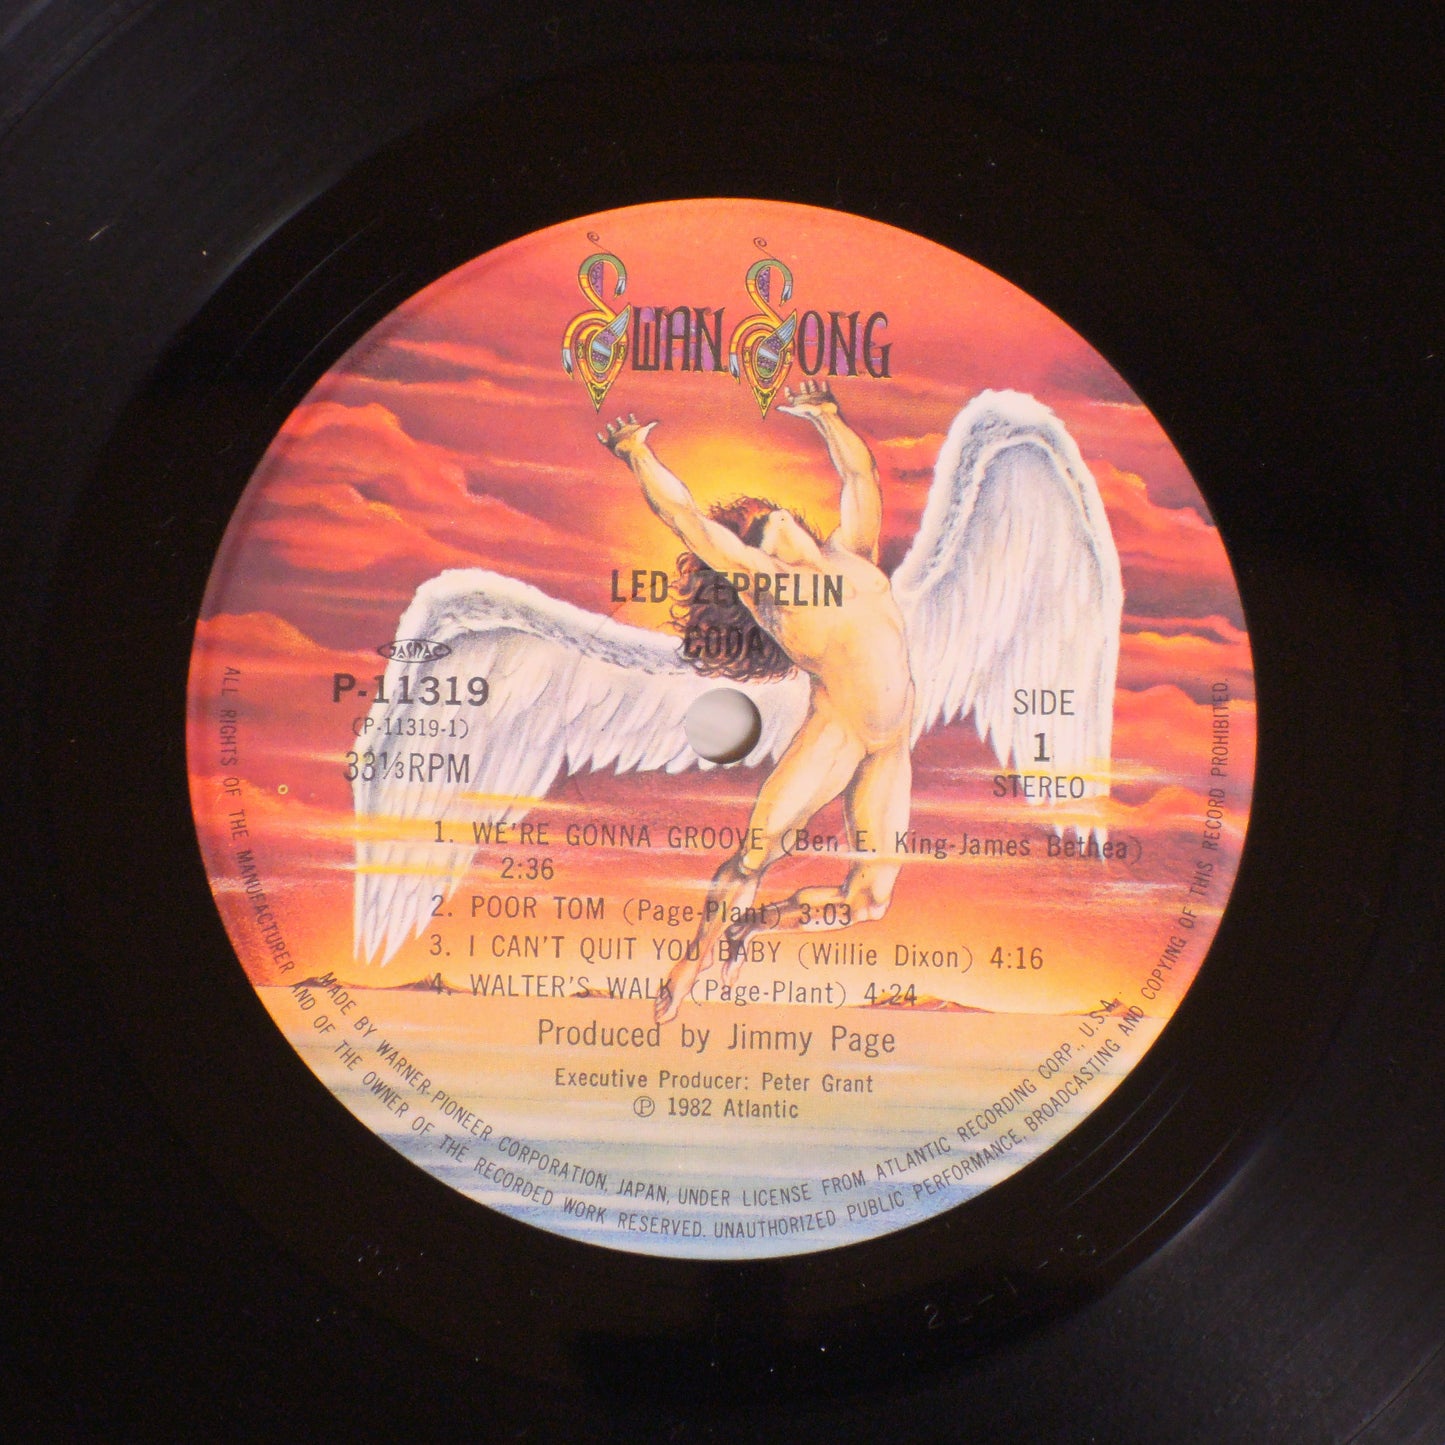 SWAN SONG
LED ZEPPELIN
CODA
JASRAC
P-11319
(P-11319-1)
33⅓RPM
SIDE
1
STEREO
1. WE'RE GONNA GROOVE (Ben E. King-James Bethea)
2:36
2. POOR TOM (Page-Plant) 3:03
3. I CAN'T QUIT YOU BABY (Willie Dixon) 4:16
4. WALTER'S WALK (Page-Plant) 4:24
Produced by Jimmy Page
Executive Producer: Peter Grant
Ⓟ 1982 Atlantic
MADE BY WARNER-PIONEER CORPORATION, JAPAN, UNDER LICENSE FROM ATLANTIC RECORDING CORP., U.S.A.
ALL RIGHTS OF THE MANUFACTURER AND OF THE OWNER OF THE RECORDED WORK RESERVED. UNAUTHORIZED PUBLIC PERFORMANCE, BROADCASTING AND COPYING OF THIS RECORD PROHIBITED.